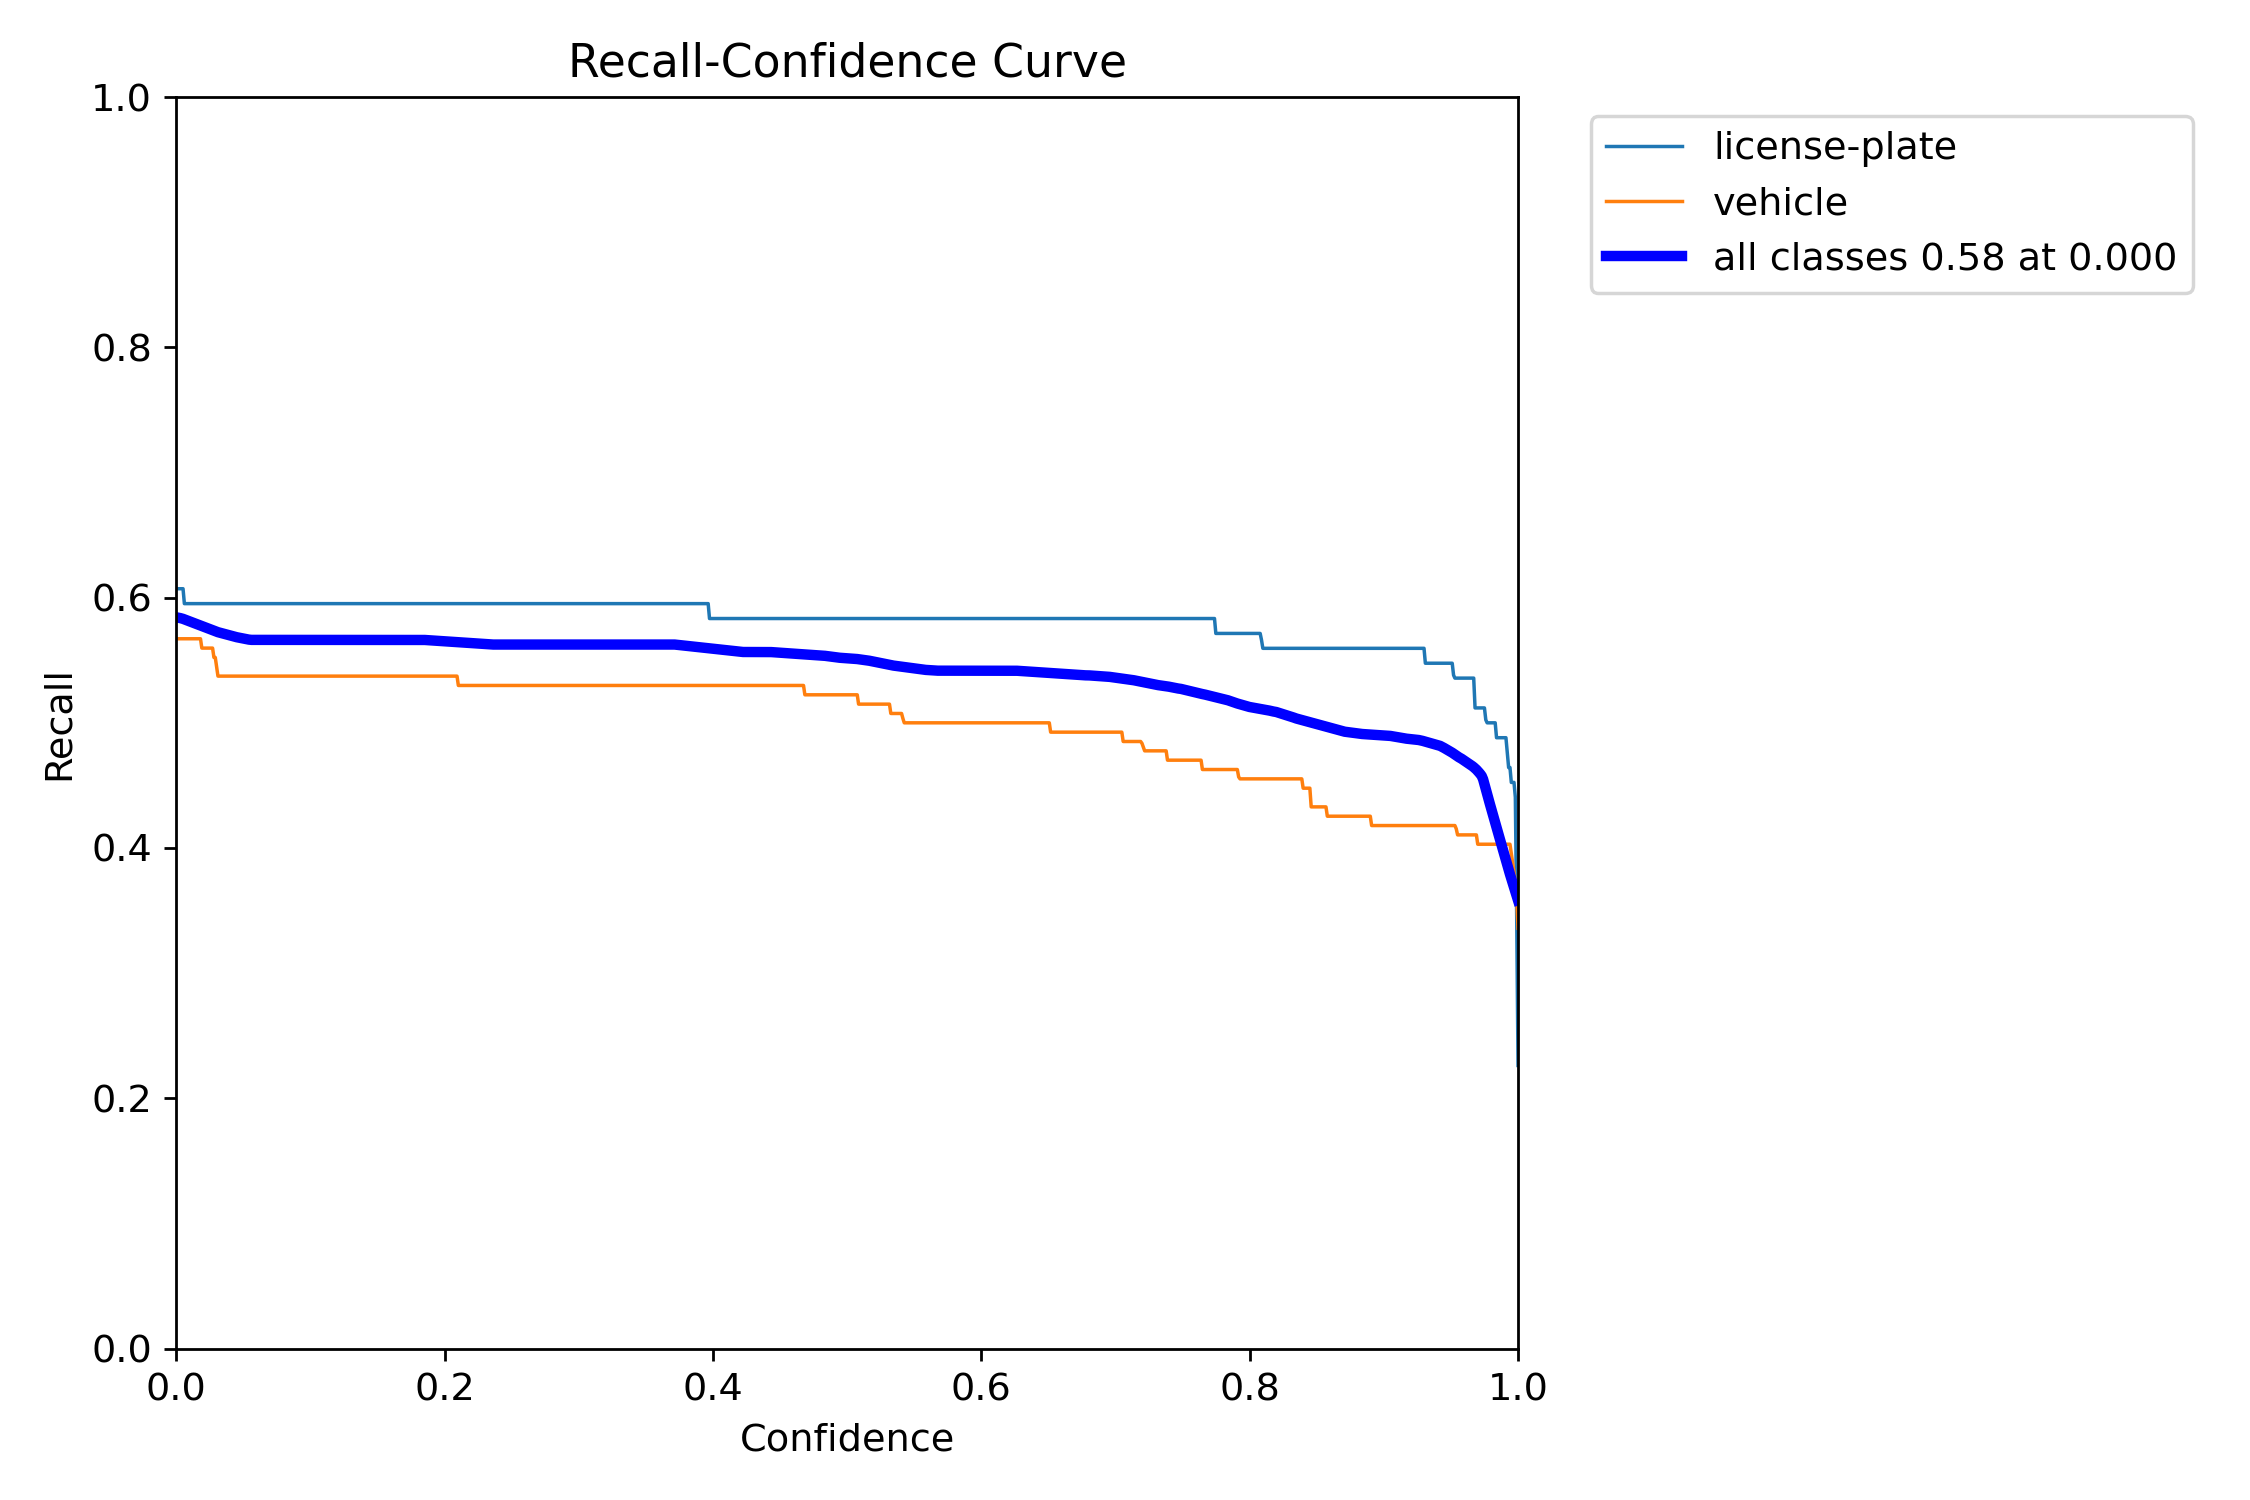 Recall-Confidence Curve
1.0
0.8
0.6
0.4
0.2
0.0
Recall
0.0 0.2 0.4 0.6 0.8 1.0
Confidence
license-plate
vehicle
all classes 0.58 at 0.000